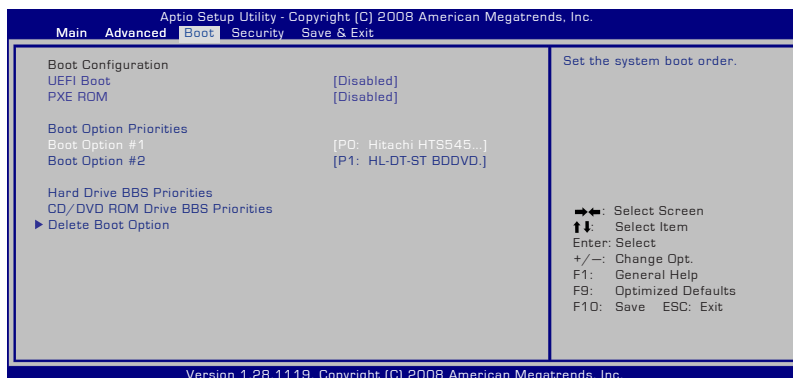 Aptio Setup Utility - Copyright (C) 2008 American Megatrends, Inc.
Main Advanced Boot Security Save & Exit
Boot Configuration
UEFI Boot [Disabled]
PXE ROM [Disabled]
Boot Option Priorities
Boot Option #1 [P0: Hitachi HTS545...]
Boot Option #2 [P1: HL-DT-ST BDDVD.]
Hard Drive BBS Priorities
CD/DVD ROM Drive BBS Priorities
Delete Boot Option
Set the system boot order.
→←: Select Screen
↑↓: Select Item
Enter: Select
+/—: Change Opt.
F1: General Help
F9: Optimized Defaults
F10: Save ESC: Exit
Version 1.28.1119. Copyright (C) 2008 American Megatrends, Inc.